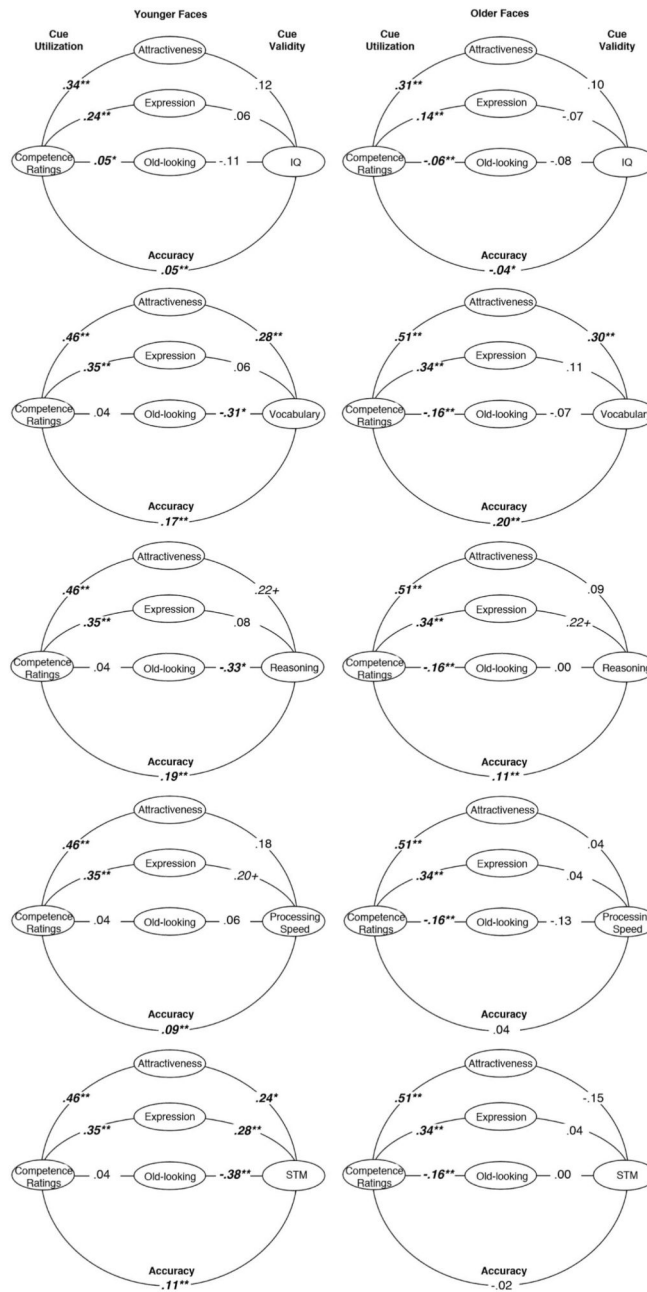 Younger Faces
Older Faces
Cue Utilization
Cue Validity
Cue Utilization
Cue Validity
Attractiveness
.34**
.12
Expression
.24**
.06
Competence Ratings
.05*
Old-looking
-.11
IQ
Accuracy
.05**
Attractiveness
.31**
.10
Expression
.14**
-.07
Competence Ratings
-.06**
Old-looking
-.08
IQ
Accuracy
-.04*
Attractiveness
.46**
.28**
Expression
.35**
.06
Competence Ratings
.04
Old-looking
-.31*
Vocabulary
Accuracy
.17**
Attractiveness
.51**
.30**
Expression
.34**
.11
Competence Ratings
-.16**
Old-looking
-.07
Vocabulary
Accuracy
.20**
Attractiveness
.46**
.22+
Expression
.35**
.08
Competence Ratings
.04
Old-looking
-.33*
Reasoning
Accuracy
.19**
Attractiveness
.51**
.09
Expression
.34**
.22+
Competence Ratings
-.16**
Old-looking
.00
Reasoning
Accuracy
.11**
Attractiveness
.46**
.18
Expression
.35**
.20+
Competence Ratings
.04
Old-looking
.06
Processing Speed
Accuracy
.09**
Attractiveness
.51**
.04
Expression
.34**
.04
Competence Ratings
-.16**
Old-looking
-.13
Processing Speed
Accuracy
.04
Attractiveness
.46**
.24*
Expression
.35**
.28**
Competence Ratings
.04
Old-looking
-.38**
STM
Accuracy
.11**
Attractiveness
.51**
-.15
Expression
.34**
.04
Competence Ratings
-.16**
Old-looking
.00
STM
Accuracy
-.02